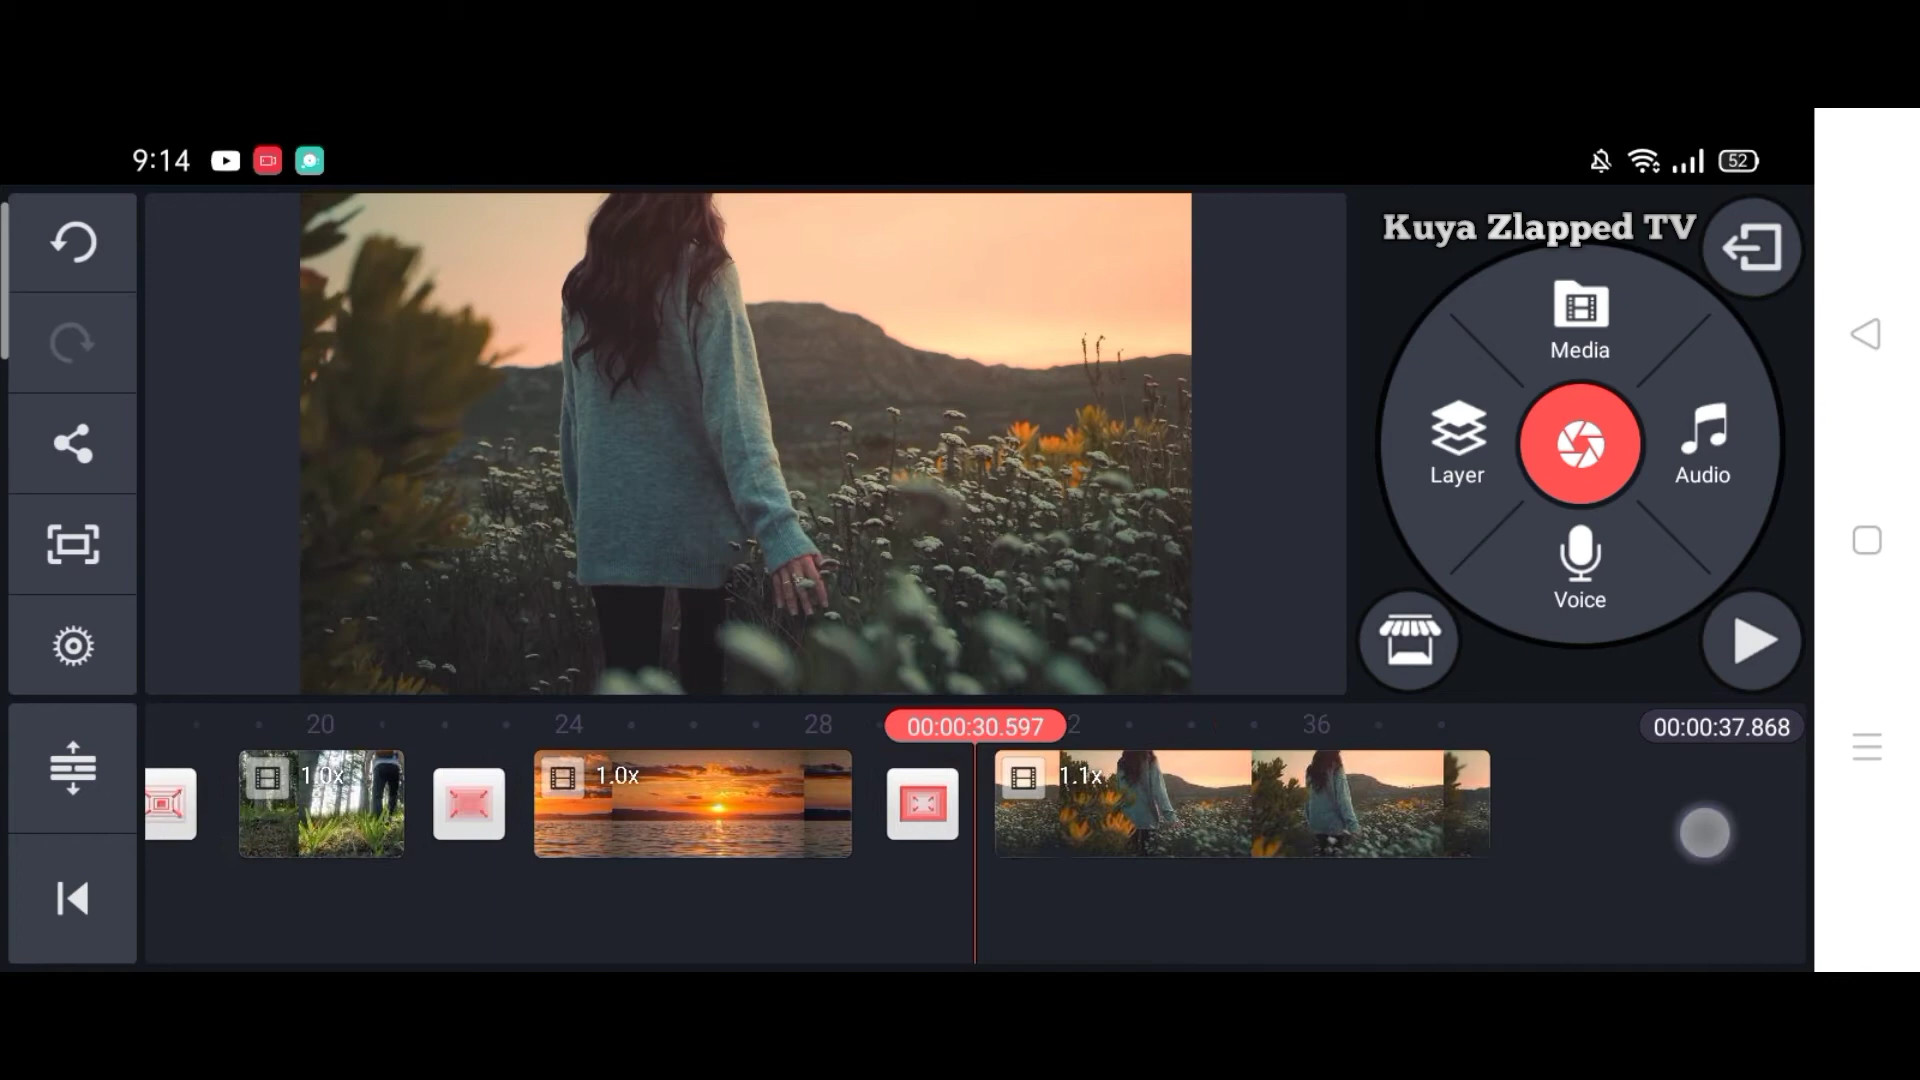 9:14
52
Kuya Zlapped TV
Media
Layer
Audio
Voice
20
24
28
00:00:30.597
2
36
00:00:37.868
1.0x
1.0x
1.1x